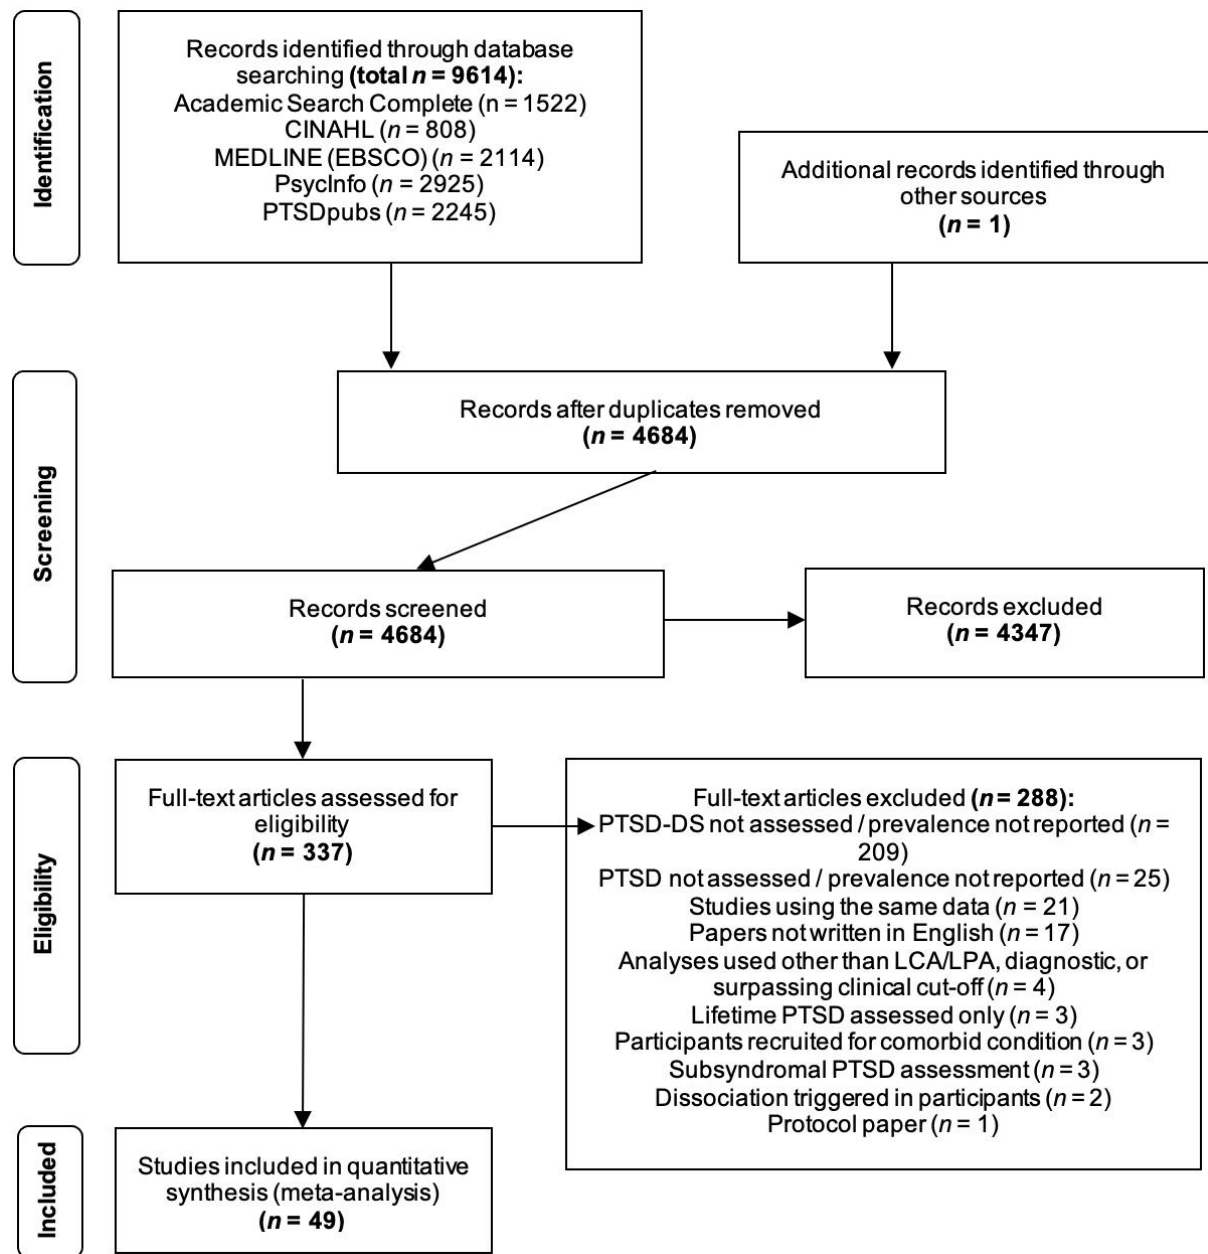 Identification
Records identified through database
searching (total n = 9614):
Academic Search Complete (n = 1522)
CINAHL (n = 808)
MEDLINE (EBSCO) (n = 2114)
PsycInfo (n = 2925)
PTSDpubs (n = 2245)
Additional records identified through
other sources
(n = 1)
Screening
Records after duplicates removed
(n = 4684)
Records screened
(n = 4684)
Records excluded
(n = 4347)
Eligibility
Full-text articles assessed for
eligibility
(n = 337)
Full-text articles excluded (n = 288):
PTSD-DS not assessed / prevalence not reported (n =
209)
PTSD not assessed / prevalence not reported (n = 25)
Studies using the same data (n = 21)
Papers not written in English (n = 17)
Analyses used other than LCA/LPA, diagnostic, or
surpassing clinical cut-off (n = 4)
Lifetime PTSD assessed only (n = 3)
Participants recruited for comorbid condition (n = 3)
Subsyndromal PTSD assessment (n = 3)
Dissociation triggered in participants (n = 2)
Protocol paper (n = 1)
Included
Studies included in quantitative
synthesis (meta-analysis)
(n = 49)